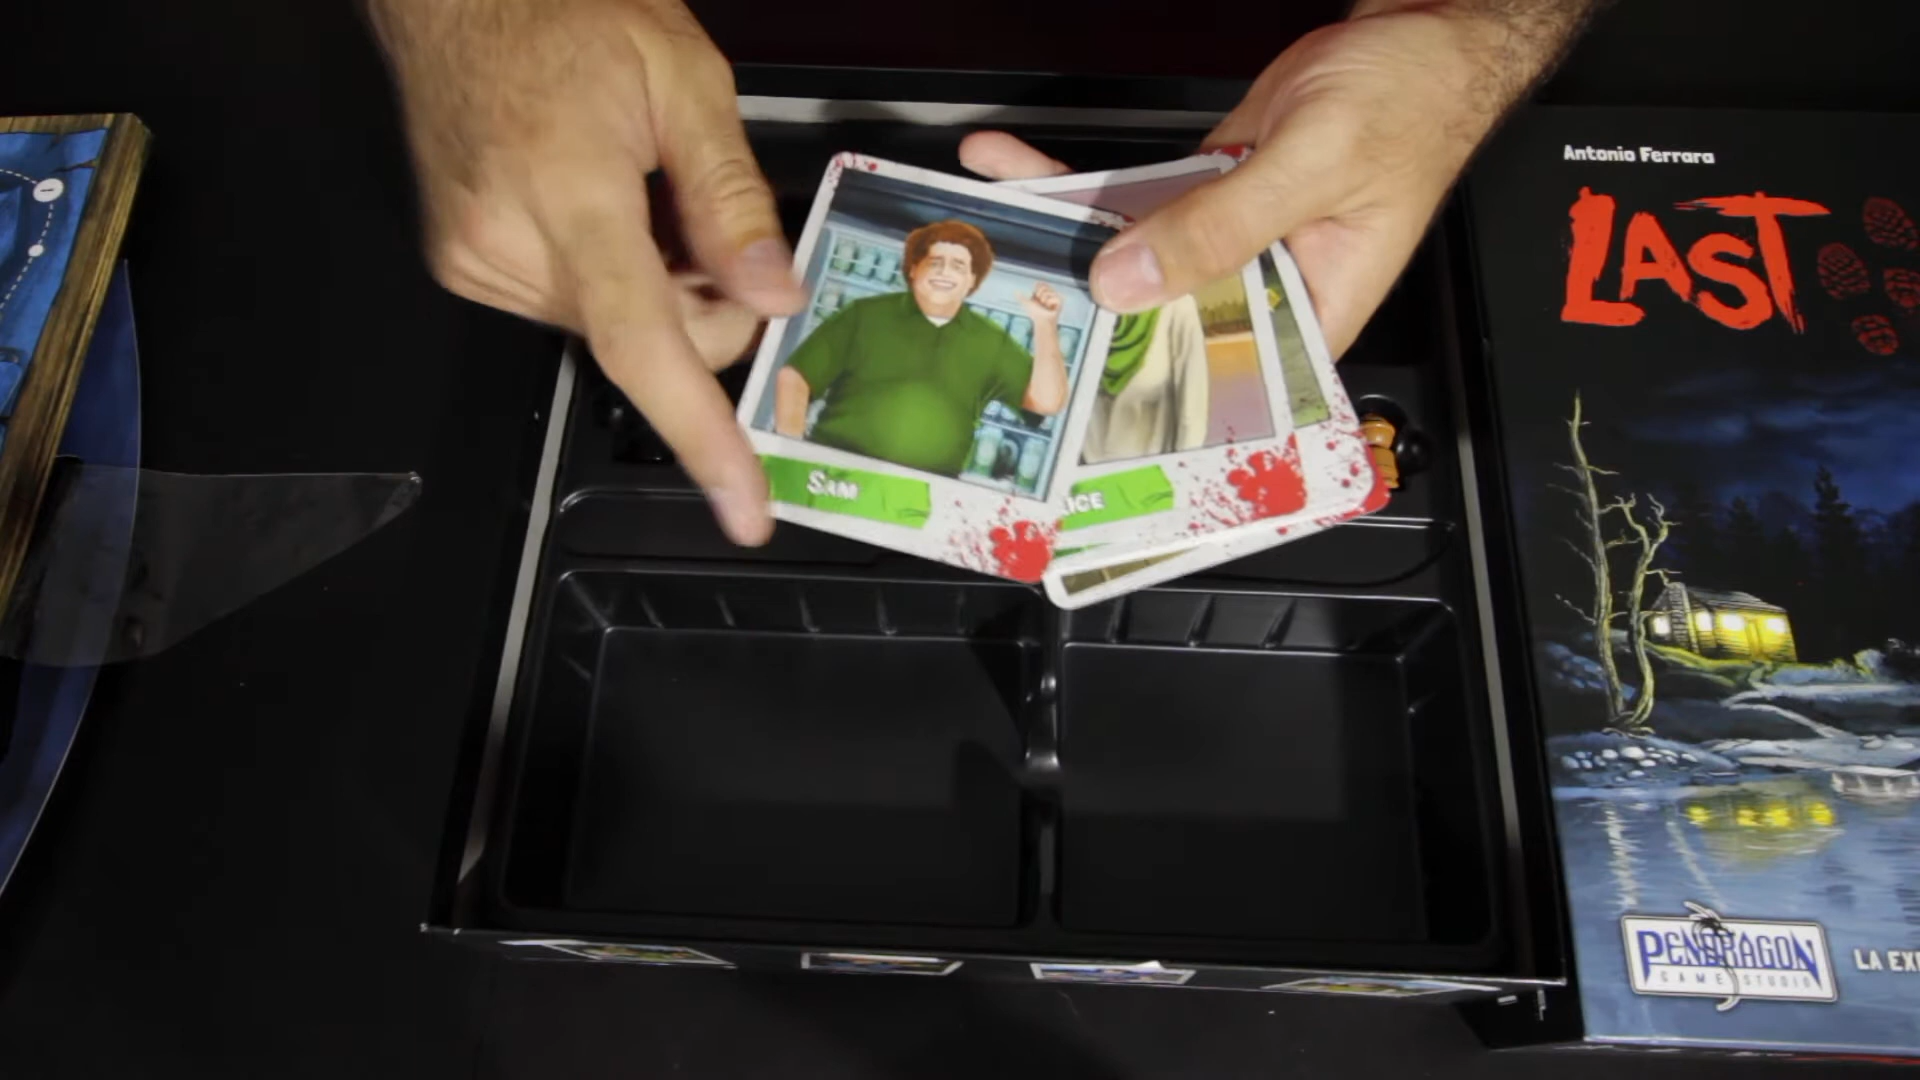 Antonio Ferrara
LAST
SAM
ICE
PENDRAGON
GAME STUDIO
LA EX